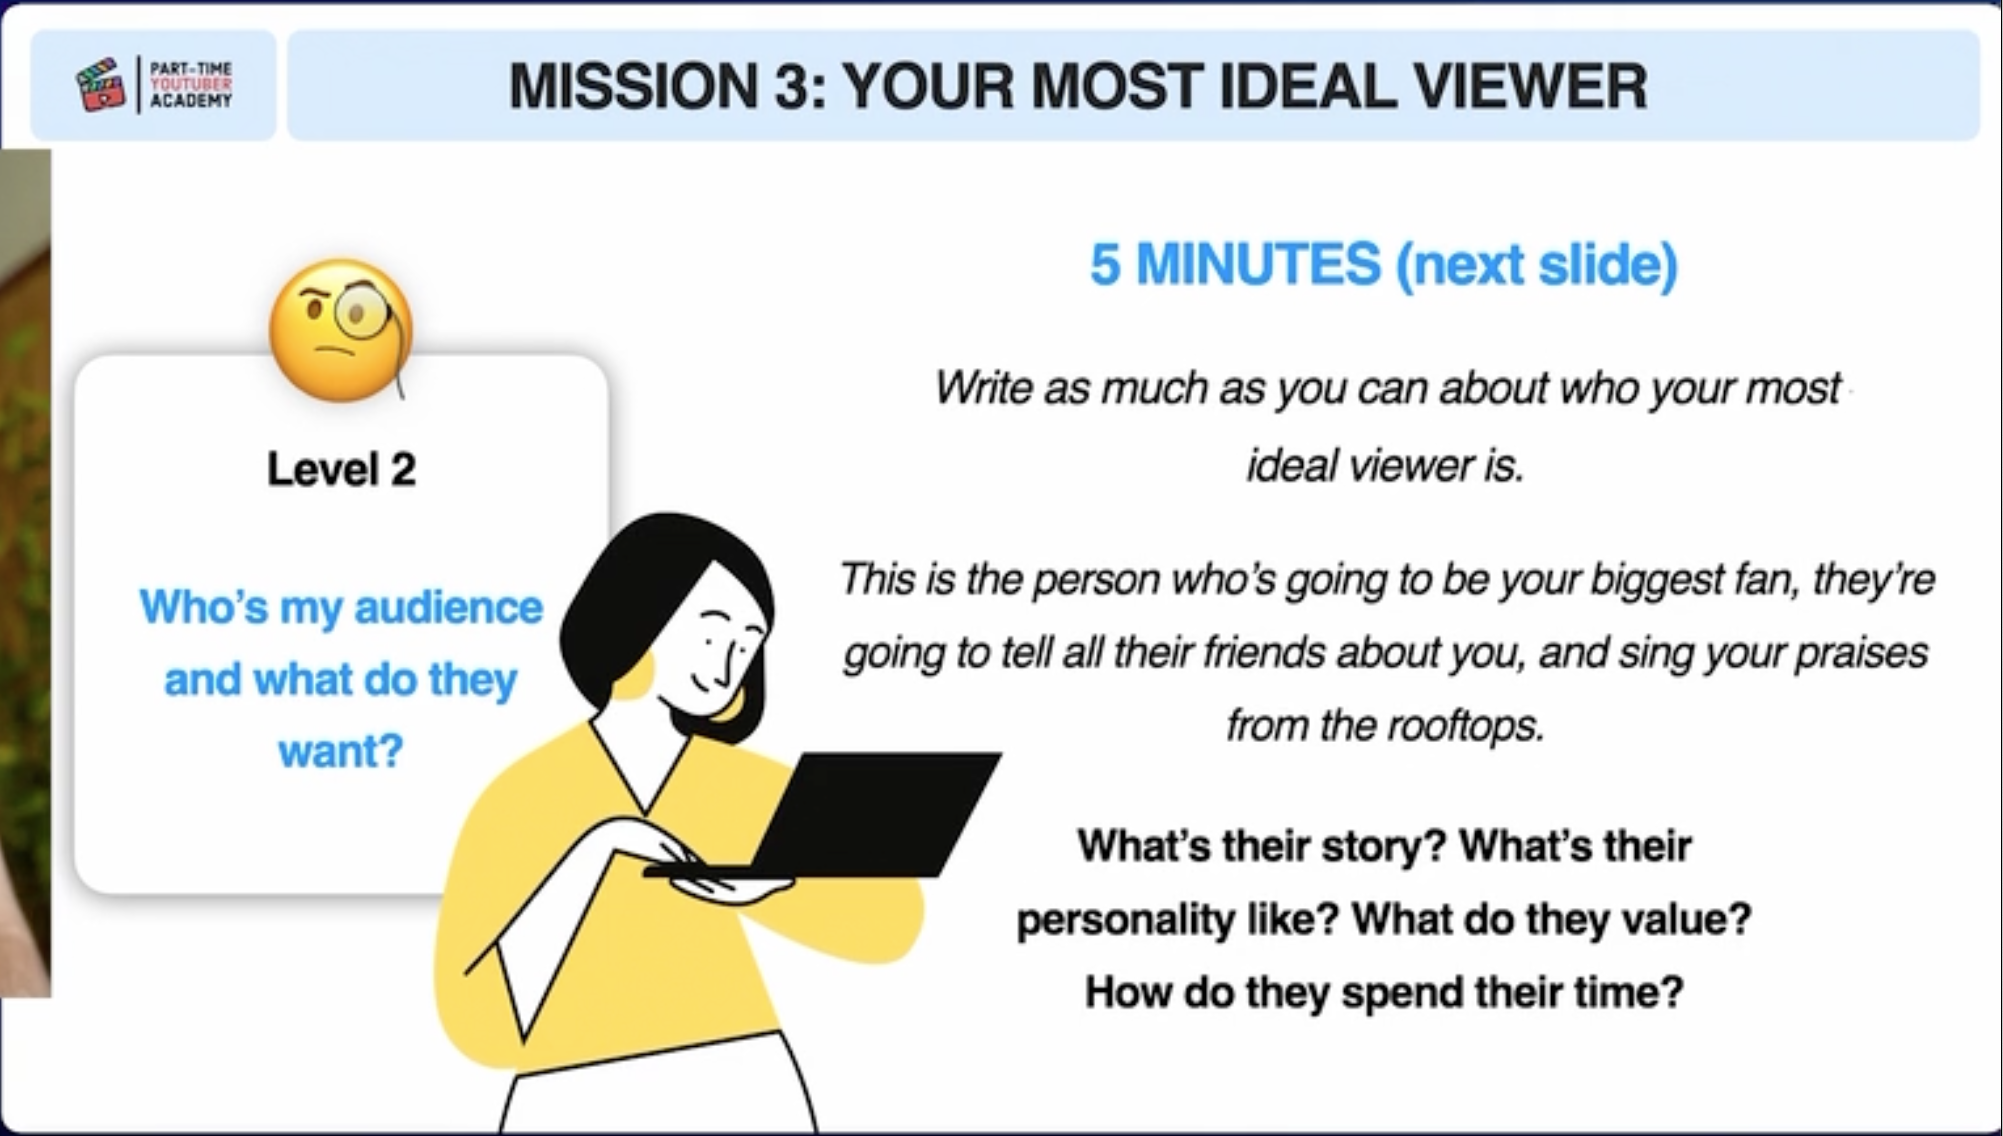 PART-TIME
YOUTUBER
ACADEMY
MISSION 3: YOUR MOST IDEAL VIEWER
Level 2
Who's my audience
and what do they
want?
5 MINUTES (next slide)
Write as much as you can about who your most
ideal viewer is.
This is the person who's going to be your biggest fan, they're
going to tell all their friends about you, and sing your praises
from the rooftops.
What's their story? What's their
personality like? What do they value?
How do they spend their time?